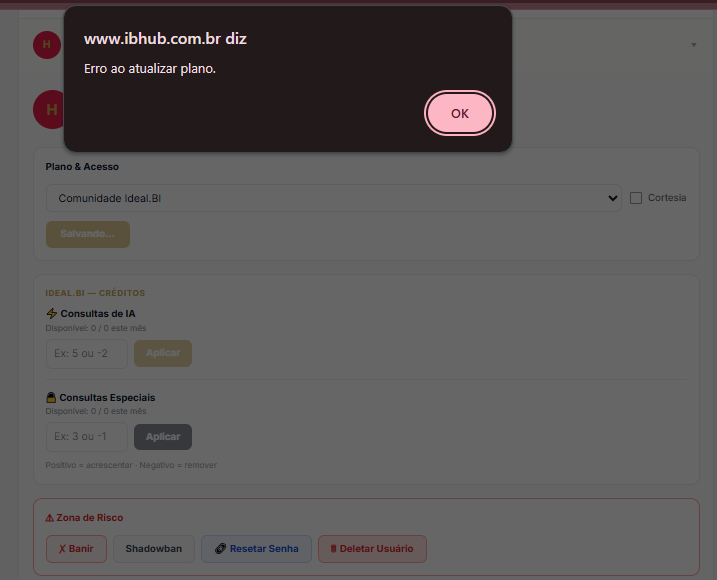 www.ibhub.com.br diz
Erro ao atualizar plano.
OK
H
H
Plano & Acesso
Comunidade Ideal.BI
Cortesia
Salvando...
IDEAL.BI — CRÉDITOS
Consultas de IA
Disponível: 0 / 0 este mês
Ex: 5 ou -2
Aplicar
Consultas Especiais
Disponível: 0 / 0 este mês
Ex: 3 ou -1
Aplicar
Positivo = acrescentar · Negativo = remover
⚠ Zona de Risco
✗ Banir
Shadowban
Resetar Senha
Deletar Usuário